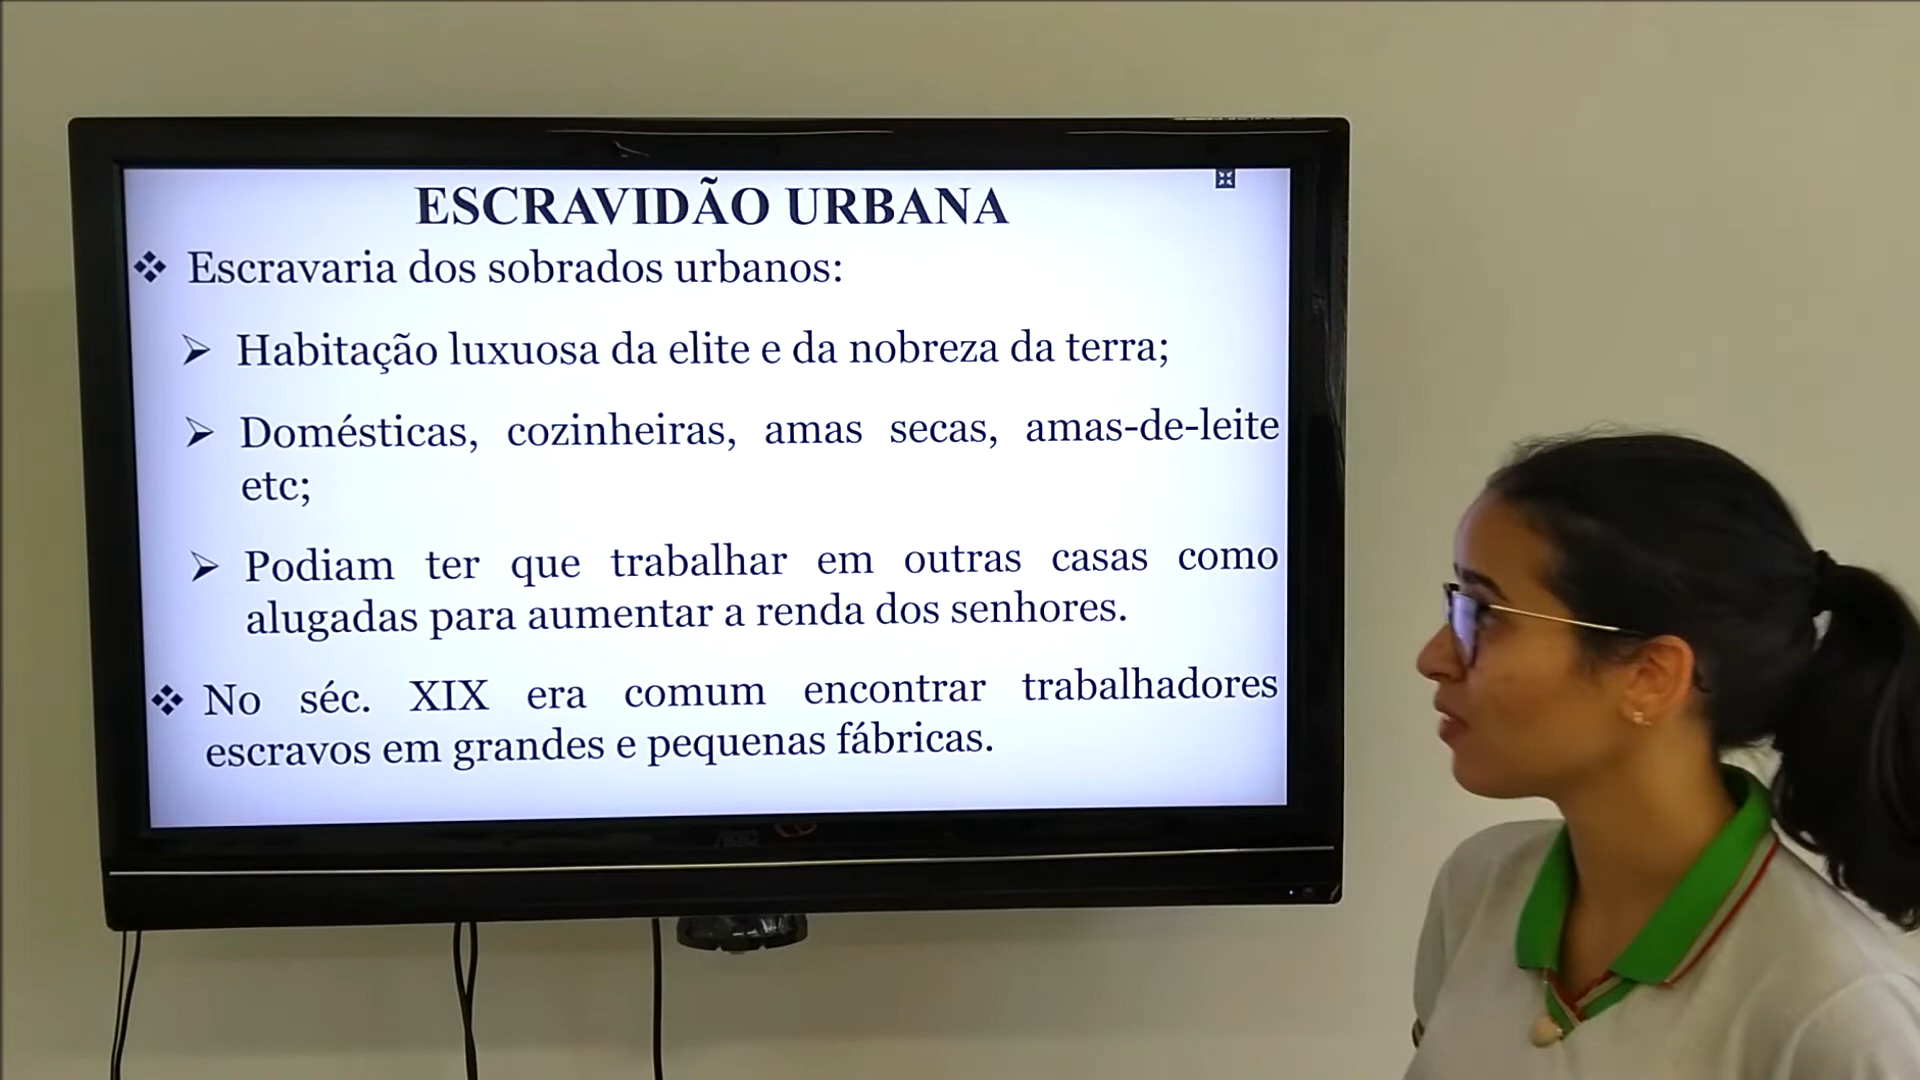 ESCRAVIDÃO URBANA
Escravaria dos sobrados urbanos:
Habitação luxuosa da elite e da nobreza da terra;
Domésticas, cozinheiras, amas secas, amas-de-leite
etc;
Podiam ter que trabalhar em outras casas como
alugadas para aumentar a renda dos senhores.
No séc. XIX era comum encontrar trabalhadores
escravos em grandes e pequenas fábricas.